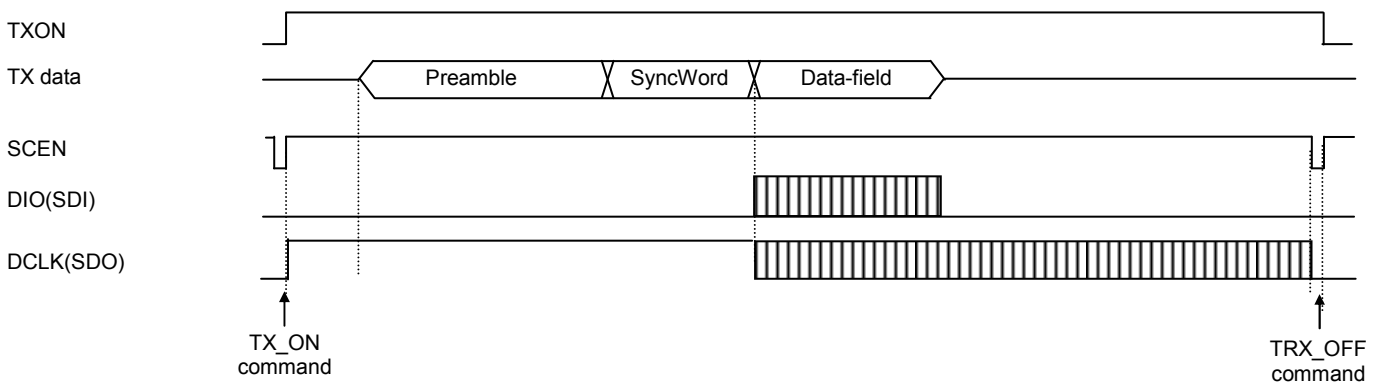 TXON
TX data
Preamble
SyncWord
Data-field
SCEN
DIO(SDI)
DCLK(SDO)
TX_ON
command
TRX_OFF
command